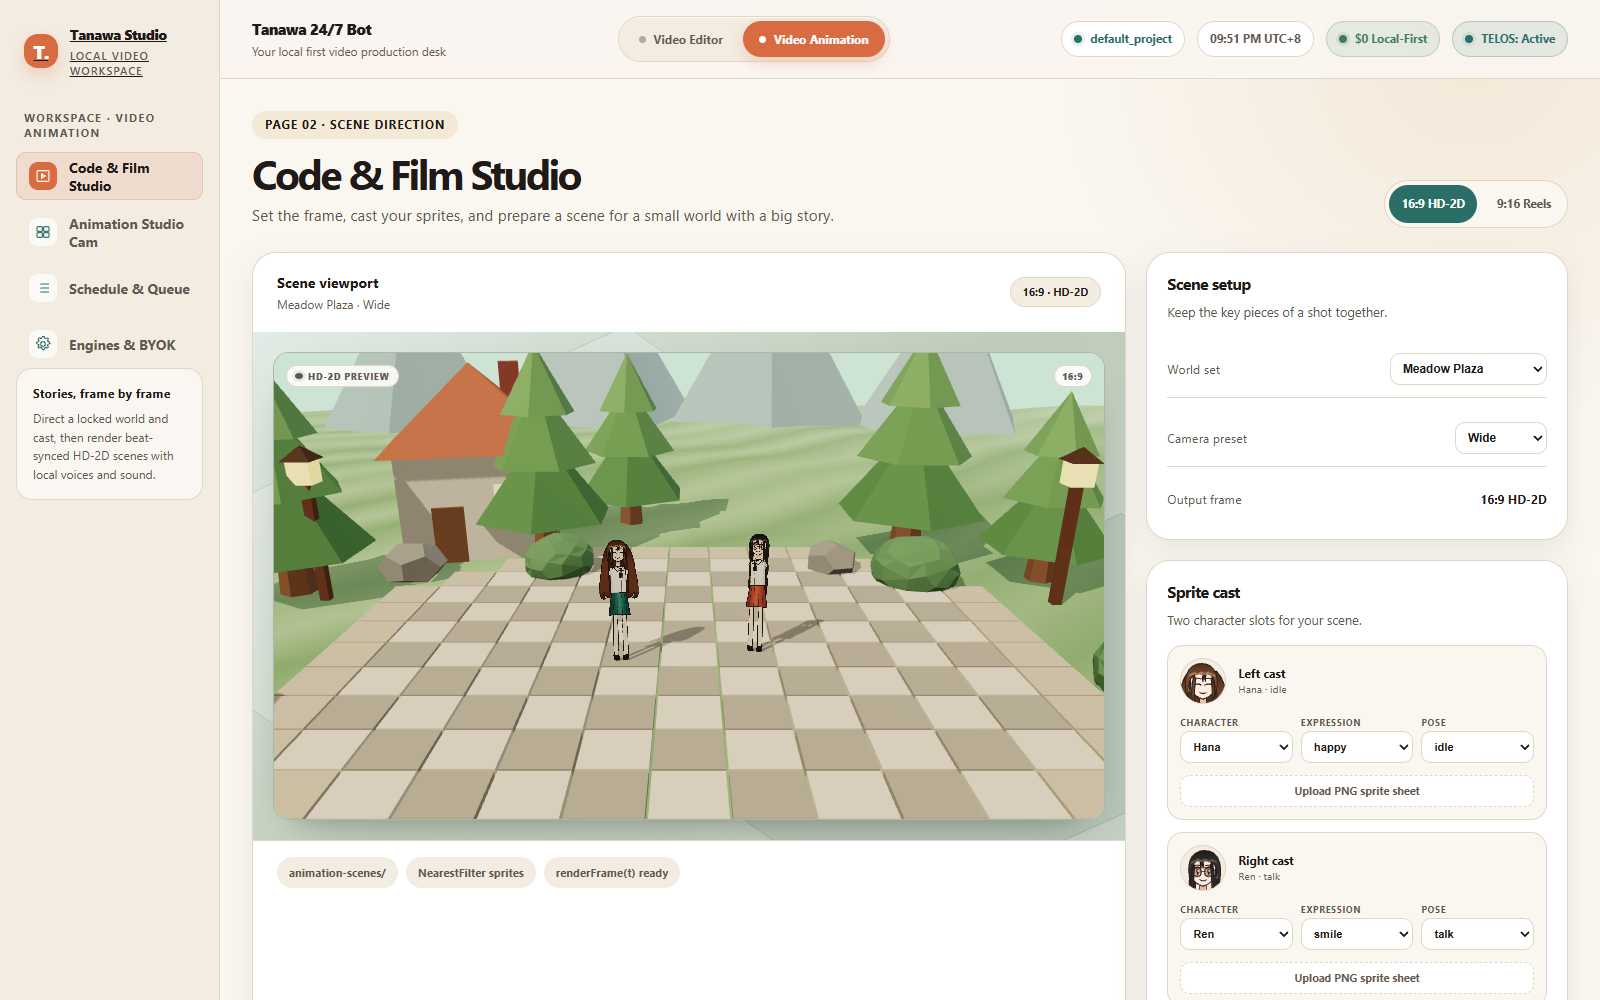 T.
Tanawa Studio
LOCAL VIDEO
WORKSPACE
WORKSPACE · VIDEO
ANIMATION
Code & Film
Studio
Animation Studio
Cam
Schedule & Queue
Engines & BYOK
Stories, frame by frame
Direct a locked world and
cast, then render beat-
synced HD-2D scenes with
local voices and sound.
Tanawa 24/7 Bot
Your local first video production desk
Video Editor
Video Animation
default_project
09:51 PM UTC+8
$0 Local-First
TELOS: Active
PAGE 02 · SCENE DIRECTION
Code & Film Studio
Set the frame, cast your sprites, and prepare a scene for a small world with a big story.
16:9 HD-2D
9:16 Reels
Scene viewport
Meadow Plaza · Wide
16:9 · HD-2D
HD-2D PREVIEW
16:9
animation-scenes/
NearestFilter sprites
renderFrame(t) ready
Scene setup
Keep the key pieces of a shot together.
World set
Meadow Plaza
Camera preset
Wide
Output frame
16:9 HD-2D
Sprite cast
Two character slots for your scene.
Left cast
Hana · idle
CHARACTER
EXPRESSION
POSE
Hana
happy
idle
Upload PNG sprite sheet
Right cast
Ren · talk
CHARACTER
EXPRESSION
POSE
Ren
smile
talk
Upload PNG sprite sheet